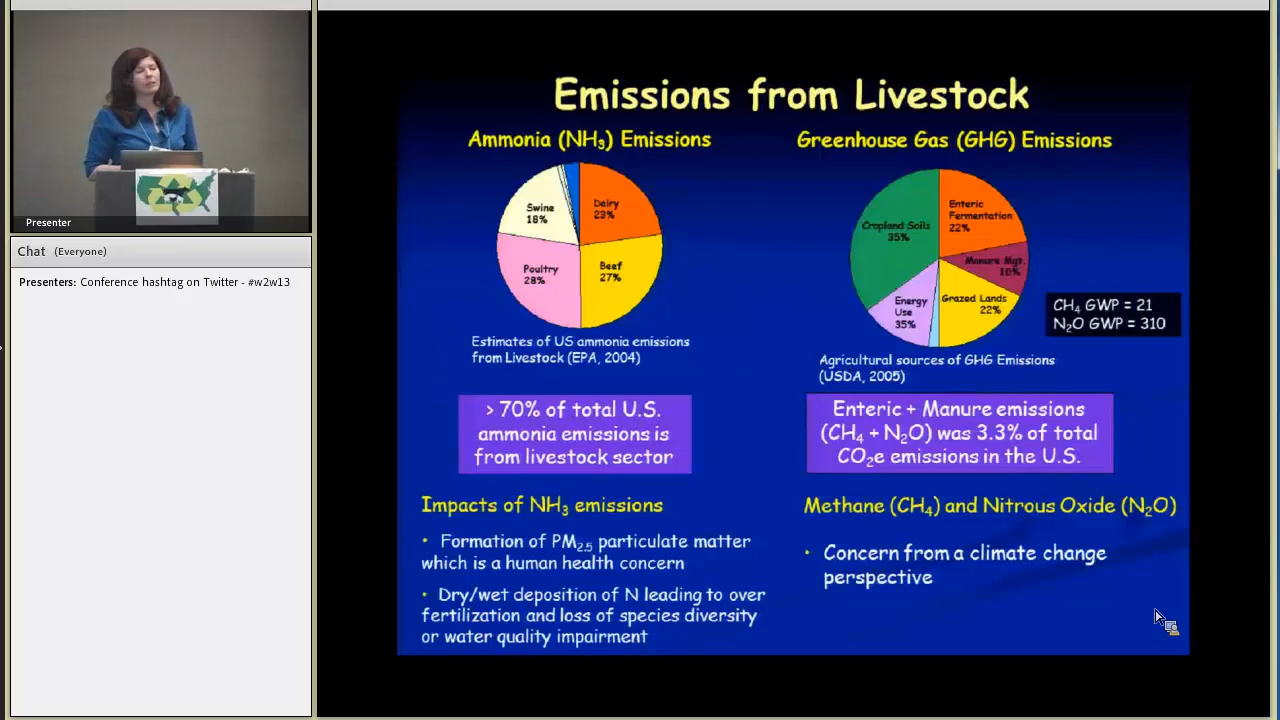 Presenter
Chat (Everyone)
Presenters: Conference hashtag on Twitter - #w2w13
Emissions from Livestock
Ammonia (NH₃) Emissions
Swine
18%
Dairy
23%
Poultry
28%
Beef
27%
Estimates of US ammonia emissions
from Livestock (EPA, 2004)
> 70% of total U.S.
ammonia emissions is
from livestock sector
Impacts of NH₃ emissions
• Formation of PM₂.₅ particulate matter
which is a human health concern
• Dry/wet deposition of N leading to over
fertilization and loss of species diversity
or water quality impairment
Greenhouse Gas (GHG) Emissions
Cropland Soils
35%
Enteric
Fermentation
22%
Manure Mgt.
10%
Grazed Lands
22%
Energy
Use
35%
CH₄ GWP = 21
N₂O GWP = 310
Agricultural sources of GHG Emissions
(USDA, 2005)
Enteric + Manure emissions
(CH₄ + N₂O) was 3.3% of total
CO₂e emissions in the U.S.
Methane (CH₄) and Nitrous Oxide (N₂O)
• Concern from a climate change
perspective